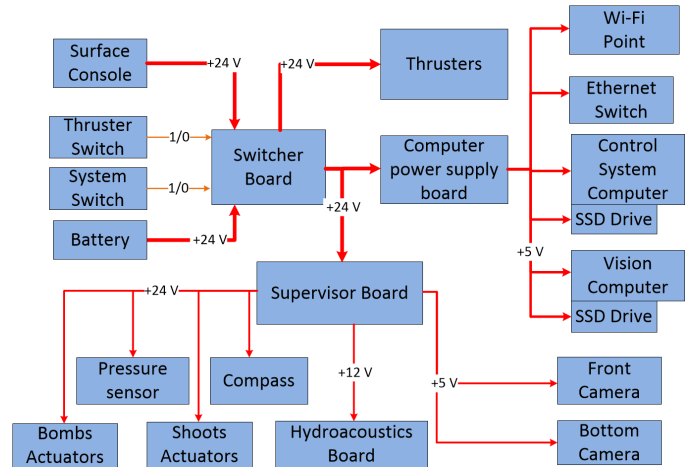 Surface
Console
+24 V
+24 V
Thrusters
Wi-Fi
Point
Ethernet
Switch
Thruster
Switch
1/0
Switcher
Board
Computer
power supply
board
Control
System
Computer
SSD Drive
System
Switch
1/0
Battery
+24 V
+24 V
+5 V
Vision
Computer
SSD Drive
Supervisor Board
+24 V
Pressure
sensor
Compass
+12 V
+5 V
Front
Camera
Bombs
Actuators
Shoots
Actuators
Hydroacoustics
Board
Bottom
Camera